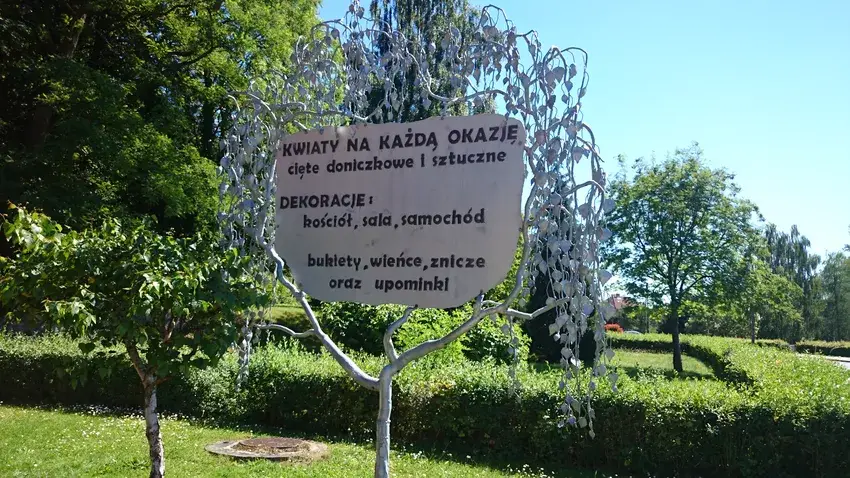 KWIATY NA KAŻDĄ OKAZJĘ
cięte doniczkowe i sztuczne
DEKORACJE:
kościół, sala, samochód
bukiety, wieńce, znicze
oraz upominki